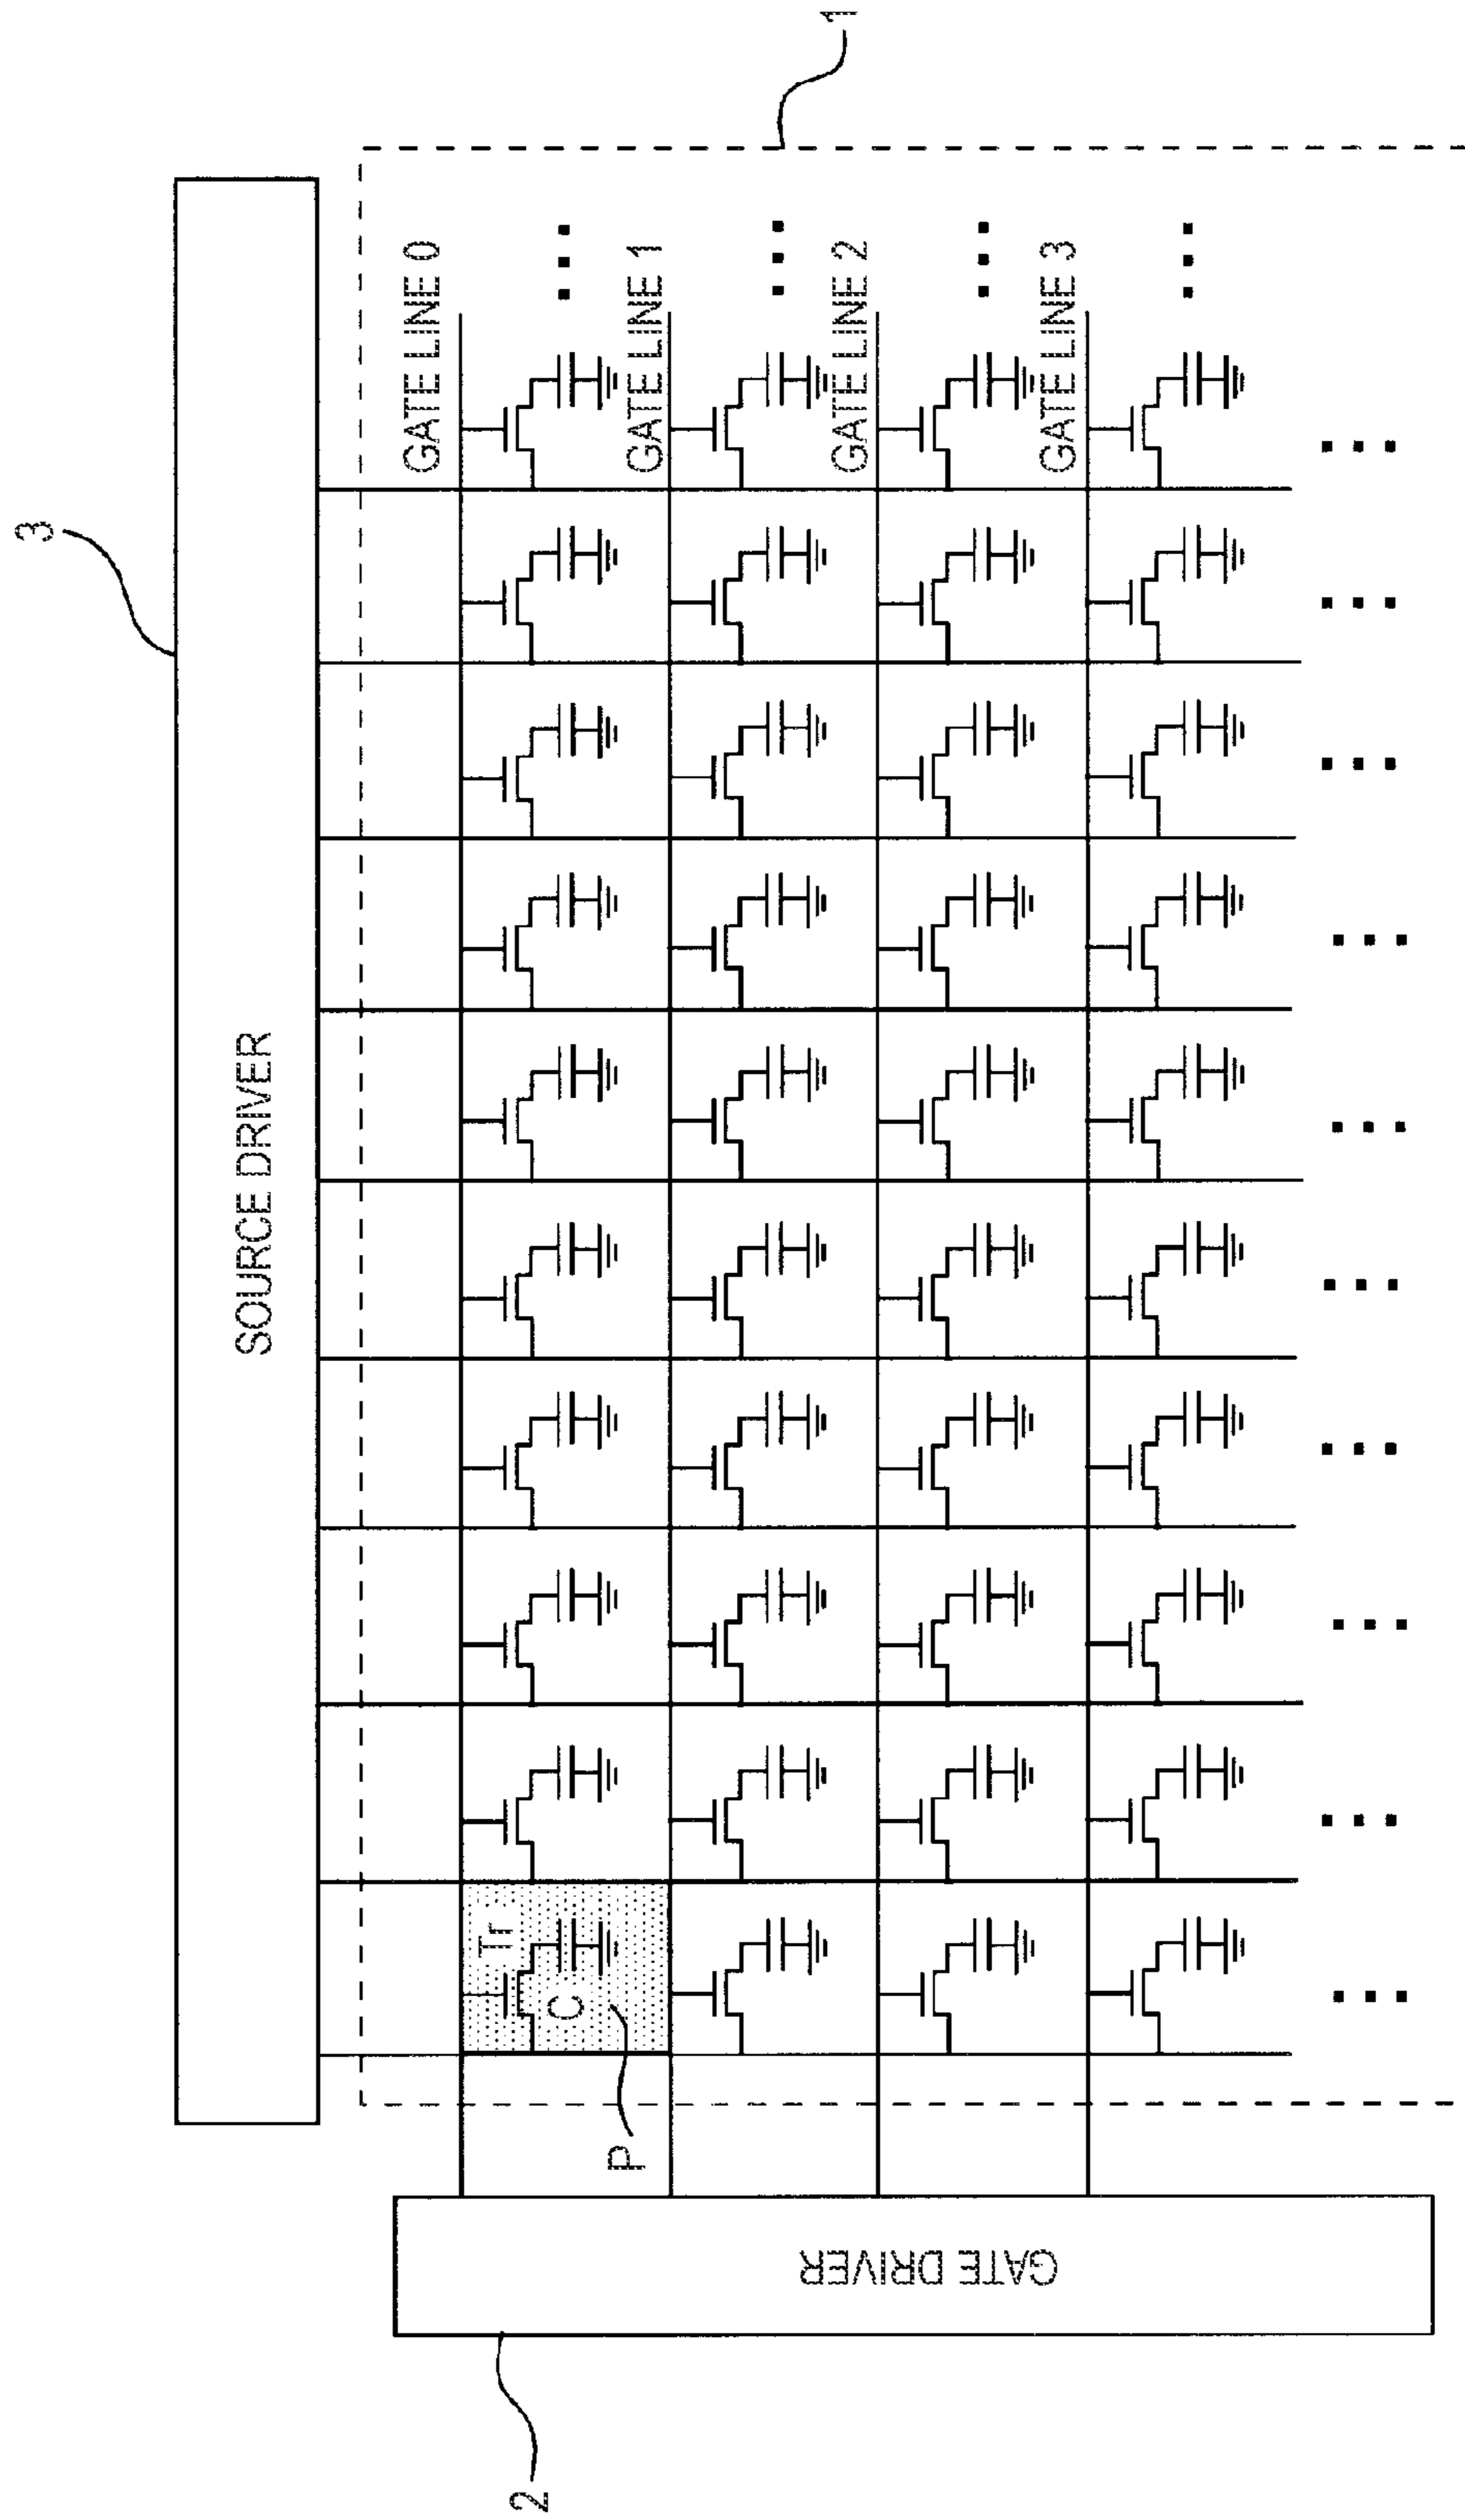 3
SOURCE DRIVER
1
GATE LINE 0
GATE LINE 1
GATE LINE 2
GATE LINE 3
Tr
C
P
GATE DRIVER
2